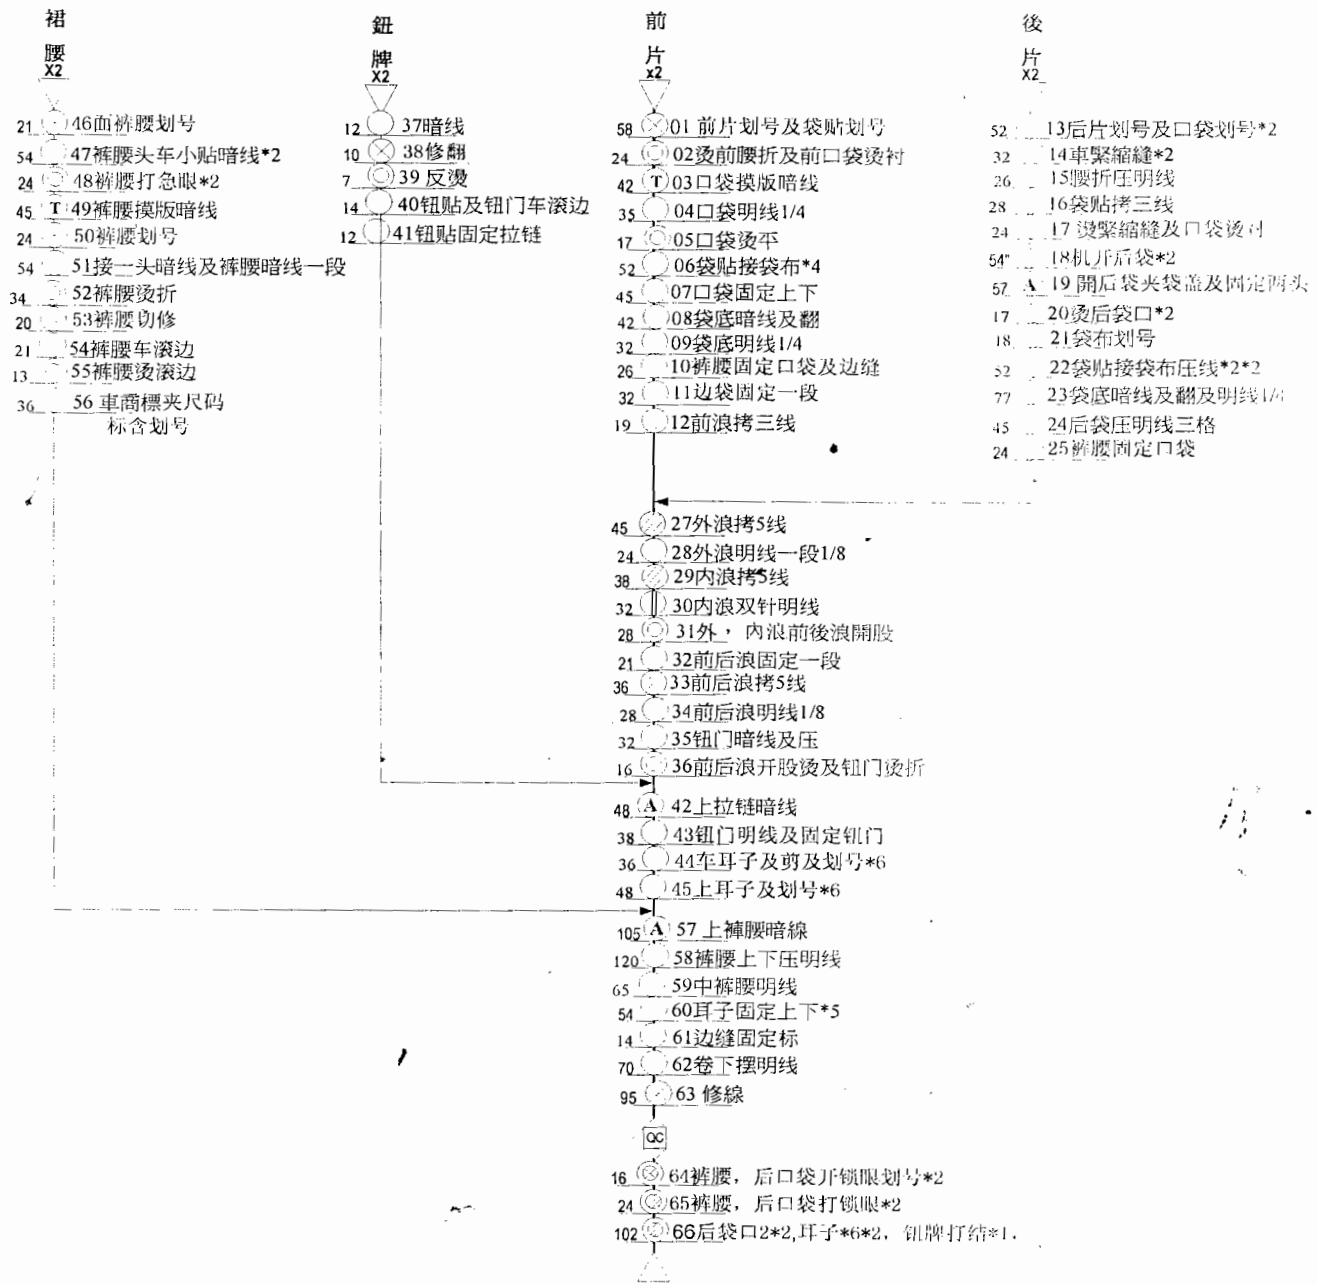 裙腰
X2
21 46面裤腰划号
54 47裤腰头车小贴暗线*2
24 48裤腰打急眼*2
45 T 49裤腰摸版暗线
24 50裤腰划号
54 51接一头暗线及裤腰暗线一段
34 52裤腰烫折
20 53裤腰切修
21 54裤腰车滚边
13 55裤腰烫滚边
36 56 車商標夹尺码
标含划号
鈕牌
X2
12 37暗线
10 38修翻
7 39反燙
14 40钮贴及钮门车滚边
12 41钮贴固定拉链
前片
x2
58 01 前片划号及袋贴划号
24 02烫前腰折及前口袋烫衬
42 T 03口袋摸版暗线
35 04口袋明线1/4
17 05口袋烫平
52 06袋贴接袋布*4
45 07口袋固定上下
42 08袋底暗线及翻
32 09袋底明线1/4
26 10裤腰固定口袋及边缝
32 11边袋固定一段
19 12前浪拷三线
後片
X2
52 13后片划号及口袋划号*2
32 14車緊縮縫*2
26 15腰折压明线
28 16袋贴拷三线
24 17 燙緊縮縫及口袋烫衬
54" 18机开后袋*2
57 A 19 開后袋夹袋盖及固定两头
17 20烫后袋口*2
18 21袋布划号
52 22袋贴接袋布压线*2*2
77 23袋底暗线及翻及明线1/4
45 24后袋压明线三格
24 25裤腰固定口袋
45 27外浪拷5线
24 28外浪明线一段1/8
38 29内浪拷5线
32 30内浪双针明线
28 31外，內浪前後浪開股
21 32前后浪固定一段
36 33前后浪拷5线
28 34前后浪明线1/8
32 35钮门暗线及压
16 36前后浪开股烫及钮门烫折
48 A 42上拉链暗线
38 43钮门明线及固定钮门
36 44车耳子及剪及划号*6
48 45上耳子及划号*6
105 A 57上褲腰暗線
120 58裤腰上下压明线
65 59中裤腰明线
54 60耳子固定上下*5
14 61边缝固定标
70 62卷下摆明线
95 63 修線
QC
16 64裤腰，后口袋开锁眼划号*2
24 65裤腰，后口袋打锁眼*2
102 66后袋口2*2,耳子*6*2，钮牌打结*1.